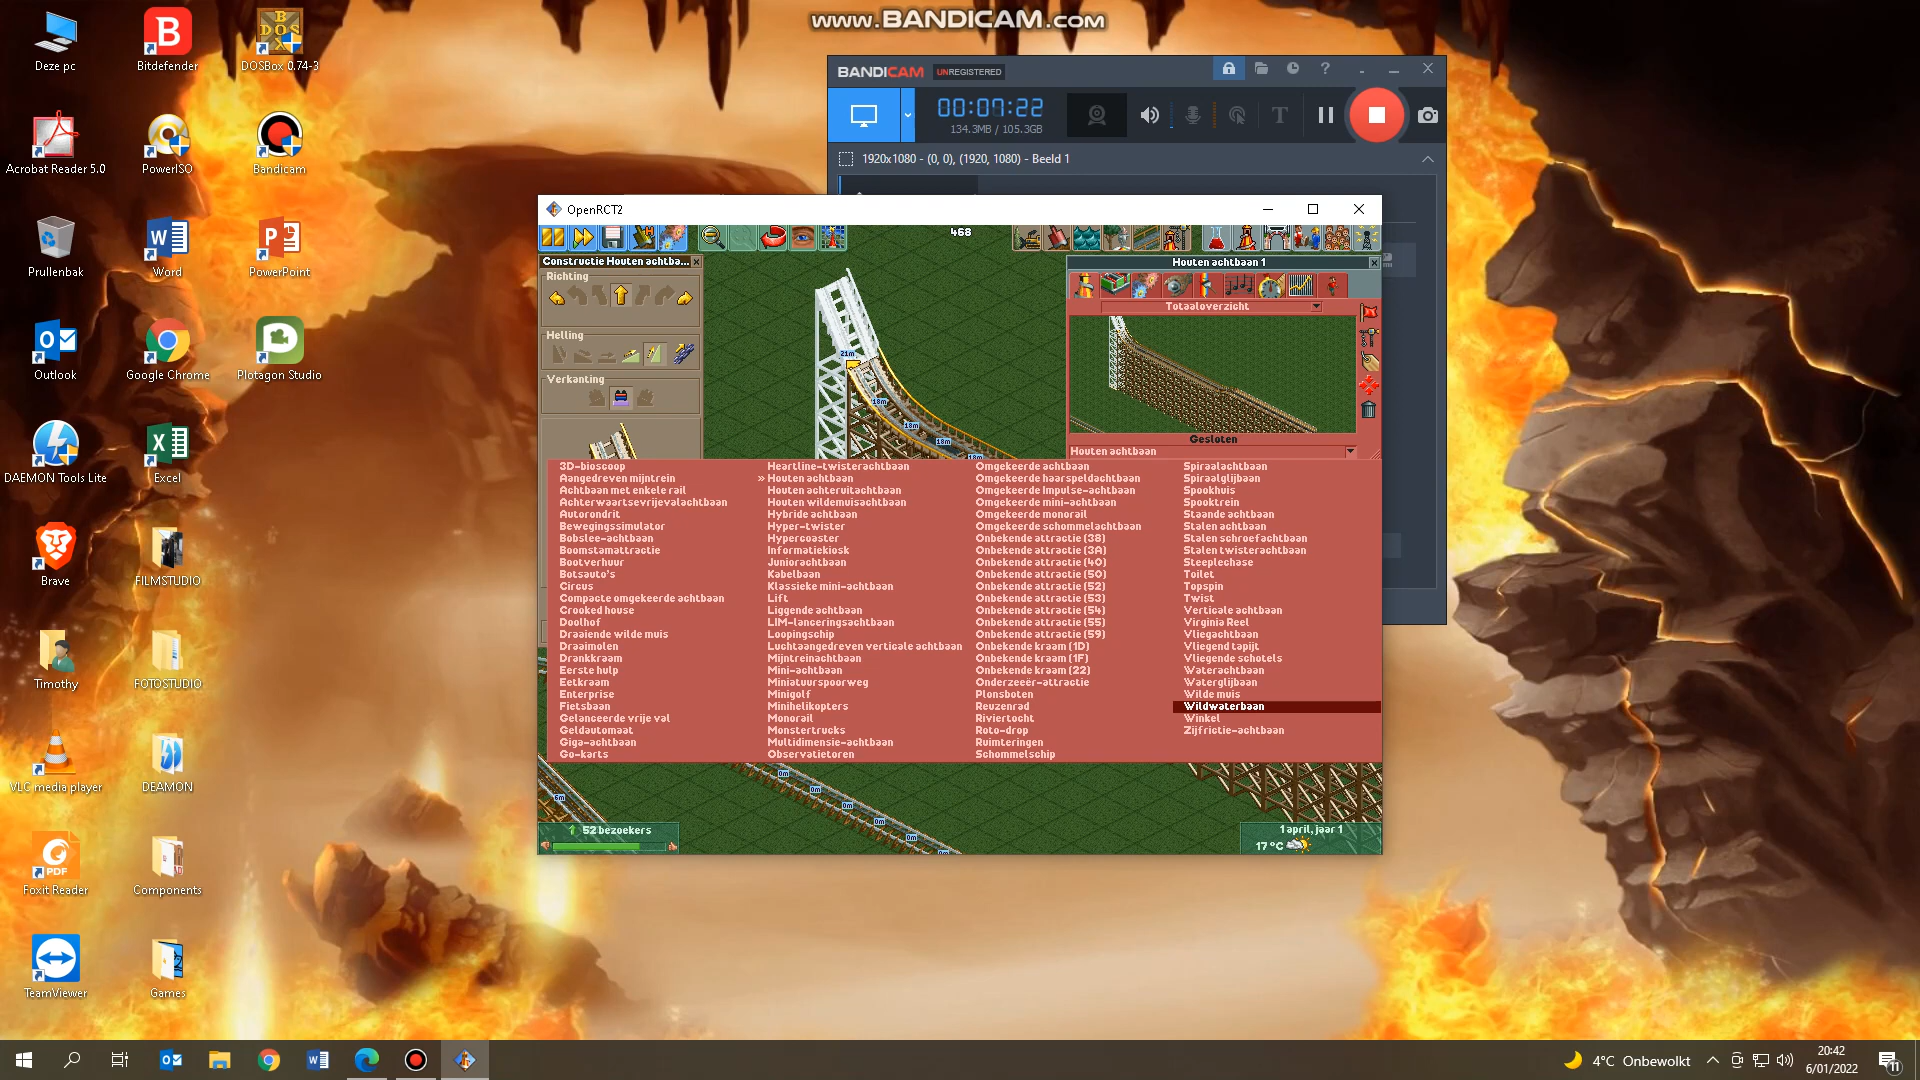 www.BANDICAM.com
Deze pc
Bitdefender
DOSBox 0.74-3
Acrobat Reader 5.0
PowerISO
Bandicam
Prullenbak
Word
PowerPoint
Outlook
Google Chrome
Plotagon Studio
DAEMON Tools Lite
Excel
Brave
FILMSTUDIO
Timothy
FOTOSTUDIO
VLC media player
DEAMON
Foxit Reader
Components
TeamViewer
Games
BANDICAM UNREGISTERED
00:07:22
134.3MB / 105.3GB
1920x1080 - (0, 0), (1920, 1080) - Beeld 1
OpenRCT2
468
Constructie Houten achtba...
Richting
Helling
Verkanting
21m
18m
18m
18m
18m
Houten achtbaan 1
Totaaloverzicht
Gesloten
Houten achtbaan
3D-bioscoop
Aangedreven mijntrein
Achtbaan met enkele rail
Achterwaartsevrijevalachtbaan
Autorondrit
Bewegingssimulator
Bobslee-achtbaan
Boomstamattractie
Bootverhuur
Botsauto's
Circus
Compacte omgekeerde achtbaan
Crooked house
Doolhof
Draaiende wilde muis
Draaimolen
Drankkraam
Eerste hulp
Eetkraam
Enterprise
Fietsbaan
Gelanceerde vrije val
Geldautomaat
Giga-achtbaan
Go-karts
Heartline-twisterachtbaan
» Houten achtbaan
Houten achteruitachtbaan
Houten wildemuisachtbaan
Hybride achtbaan
Hyper-twister
Hypercoaster
Informatiekiosk
Juniorachtbaan
Kabelbaan
Klassieke mini-achtbaan
Lift
Liggende achtbaan
LIM-lanceringsachtbaan
Loopingschip
Luchtaangedreven verticale achtbaan
Mijntreinachtbaan
Mini-achtbaan
Miniatuurspoorweg
Minigolf
Minihelikopters
Monorail
Monstertrucks
Multidimensie-achtbaan
Observatietoren
Omgekeerde achtbaan
Omgekeerde haarspeldachtbaan
Omgekeerde Impulse-achtbaan
Omgekeerde mini-achtbaan
Omgekeerde monorail
Omgekeerde schommelachtbaan
Onbekende attractie (38)
Onbekende attractie (3A)
Onbekende attractie (40)
Onbekende attractie (50)
Onbekende attractie (52)
Onbekende attractie (53)
Onbekende attractie (54)
Onbekende attractie (55)
Onbekende attractie (59)
Onbekende kraam (1D)
Onbekende kraam (1F)
Onbekende kraam (22)
Onderzeeër-attractie
Plonsboten
Reuzenrad
Riviertocht
Roto-drop
Ruimteringen
Schommelschip
Spiraalachtbaan
Spiraalglijbaan
Spookhuis
Spooktrein
Staande achtbaan
Stalen achtbaan
Stalen schroefachtbaan
Stalen twisterachtbaan
Steeplechase
Toilet
Topspin
Twist
Verticale achtbaan
Virginia Reel
Vliegachtbaan
Vliegend tapijt
Vliegende schotels
Waterachtbaan
Waterglijbaan
Wilde muis
Wildwaterbaan
Winkel
Zijfrictie-achtbaan
6m
0m
0m
0m
0m
0m
52 bezoekers
1 april, jaar 1
17 °C
4°C Onbewolkt
20:42
6/01/2022
11